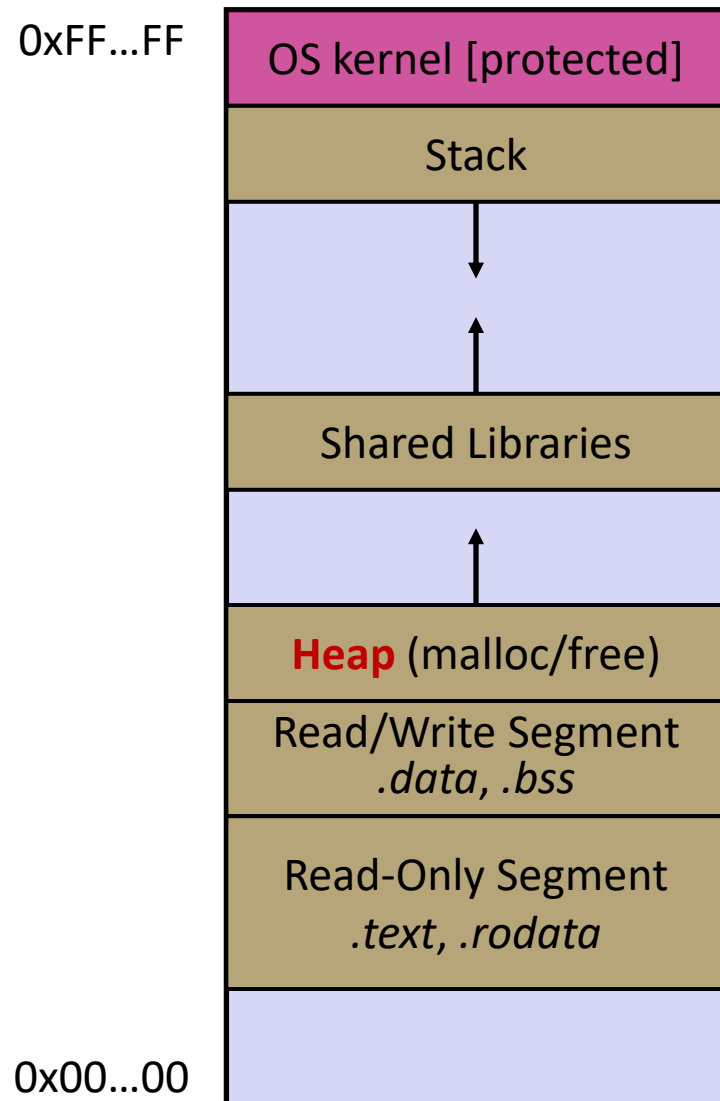 0xFF…FF
OS kernel [protected]
Stack
Shared Libraries
Heap (malloc/free)
Read/Write Segment
.data, .bss
Read-Only Segment
.text, .rodata
0x00…00